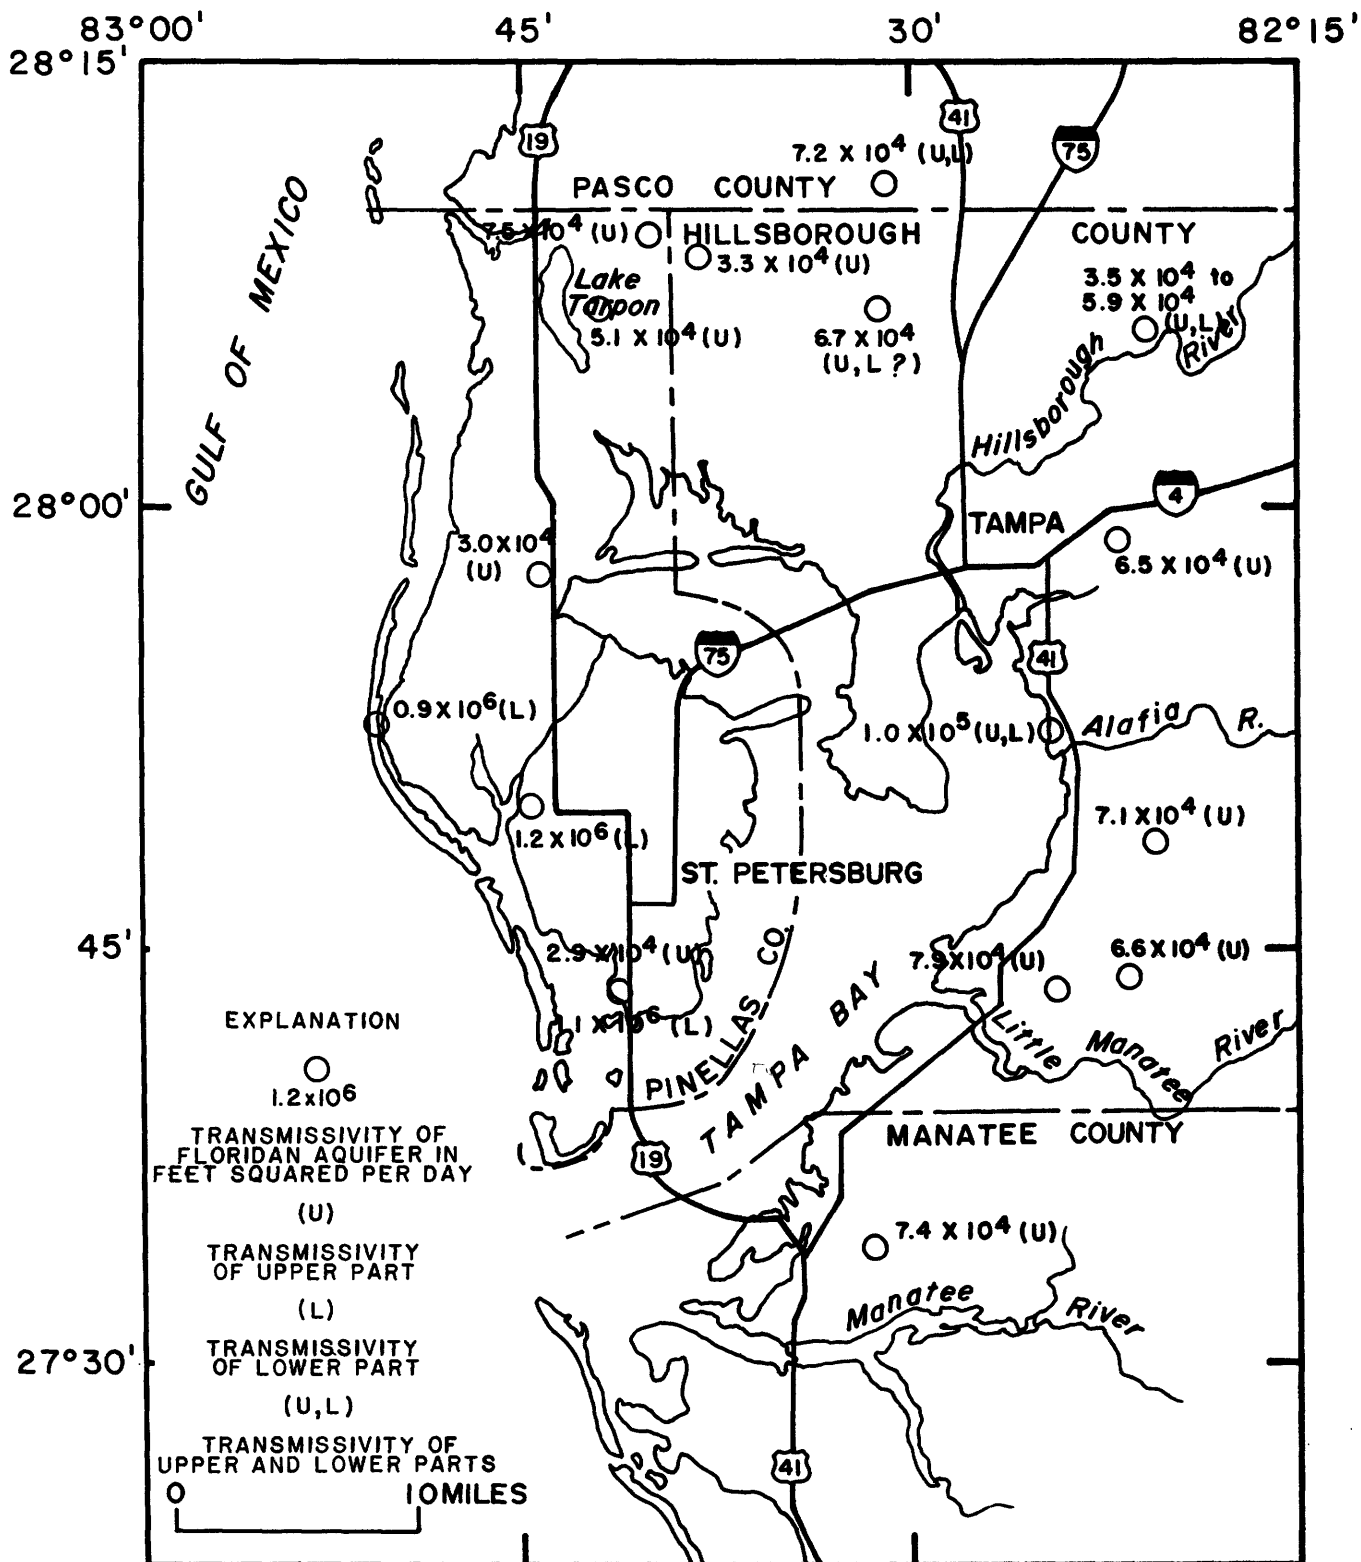 83°00' 45' 30' 82°15'
28°15'
19
41
75
7.2 X 10⁴ (U,L)
PASCO COUNTY
7.5 X 10⁴ (U)
HILLSBOROUGH COUNTY
3.3 X 10⁴ (U)
GULF OF MEXICO
Lake
Tarpon
5.1 X 10⁴ (U)
6.7 X 10⁴
(U, L ?)
3.5 X 10⁴ to
5.9 X 10⁴
(U,L)
Hillsborough River
28°00'
4
TAMPA
3.0 X 10⁴
(U)
6.5 X 10⁴ (U)
75
41
0.9 X 10⁶ (L)
1.0 X 10⁵ (U,L)
Alafia R.
1.2 X 10⁶ (L)
7.1 X 10⁴ (U)
ST. PETERSBURG
45'
2.9 X 10⁴ (U)
7.9 X 10⁴ (U)
6.6 X 10⁴ (U)
1.1 X 10⁶ (L)
PINELLAS CO.
TAMPA BAY
Little Manatee River
MANATEE COUNTY
19
7.4 X 10⁴ (U)
Manatee River
27°30'
41
EXPLANATION
1.2x10⁶
TRANSMISSIVITY OF
FLORIDAN AQUIFER IN
FEET SQUARED PER DAY
(U)
TRANSMISSIVITY
OF UPPER PART
(L)
TRANSMISSIVITY
OF LOWER PART
(U,L)
TRANSMISSIVITY OF
UPPER AND LOWER PARTS
0 10 MILES